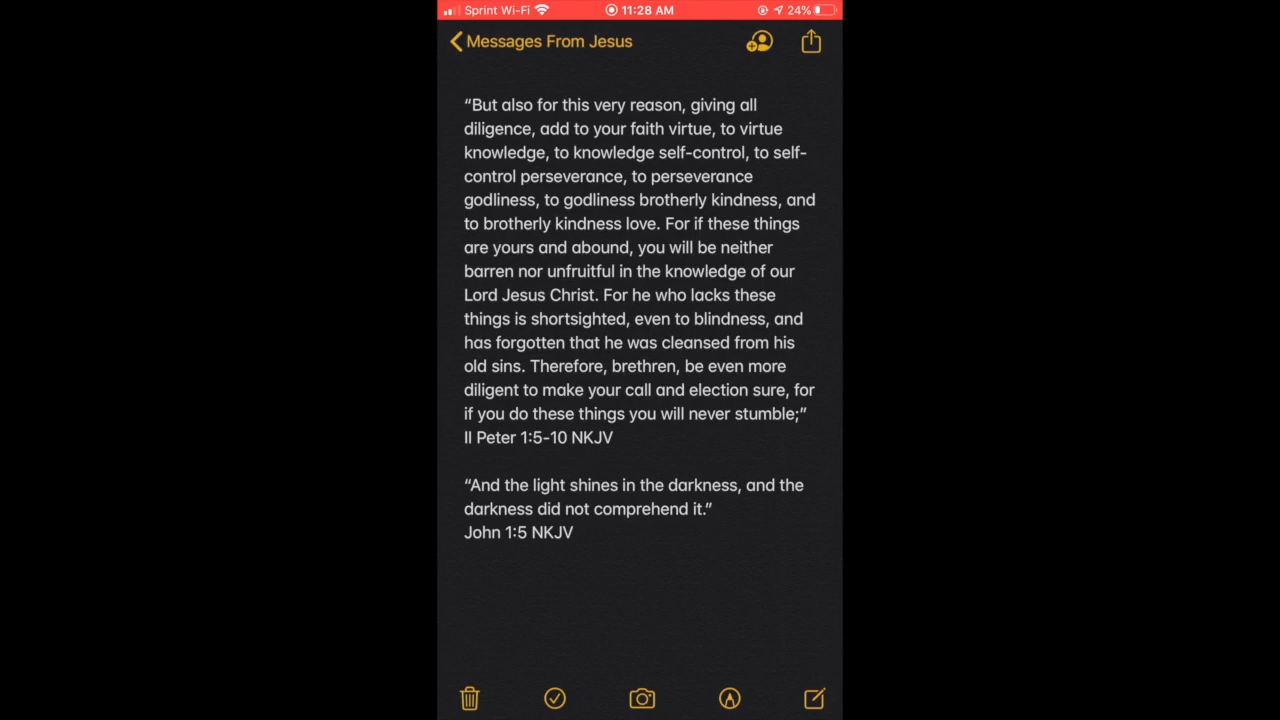 Sprint Wi-Fi 11:28 AM 24%
Messages From Jesus
“But also for this very reason, giving all
diligence, add to your faith virtue, to virtue
knowledge, to knowledge self-control, to self-
control perseverance, to perseverance
godliness, to godliness brotherly kindness, and
to brotherly kindness love. For if these things
are yours and abound, you will be neither
barren nor unfruitful in the knowledge of our
Lord Jesus Christ. For he who lacks these
things is shortsighted, even to blindness, and
has forgotten that he was cleansed from his
old sins. Therefore, brethren, be even more
diligent to make your call and election sure, for
if you do these things you will never stumble;”
II Peter 1:5-10 NKJV
“And the light shines in the darkness, and the
darkness did not comprehend it.”
John 1:5 NKJV